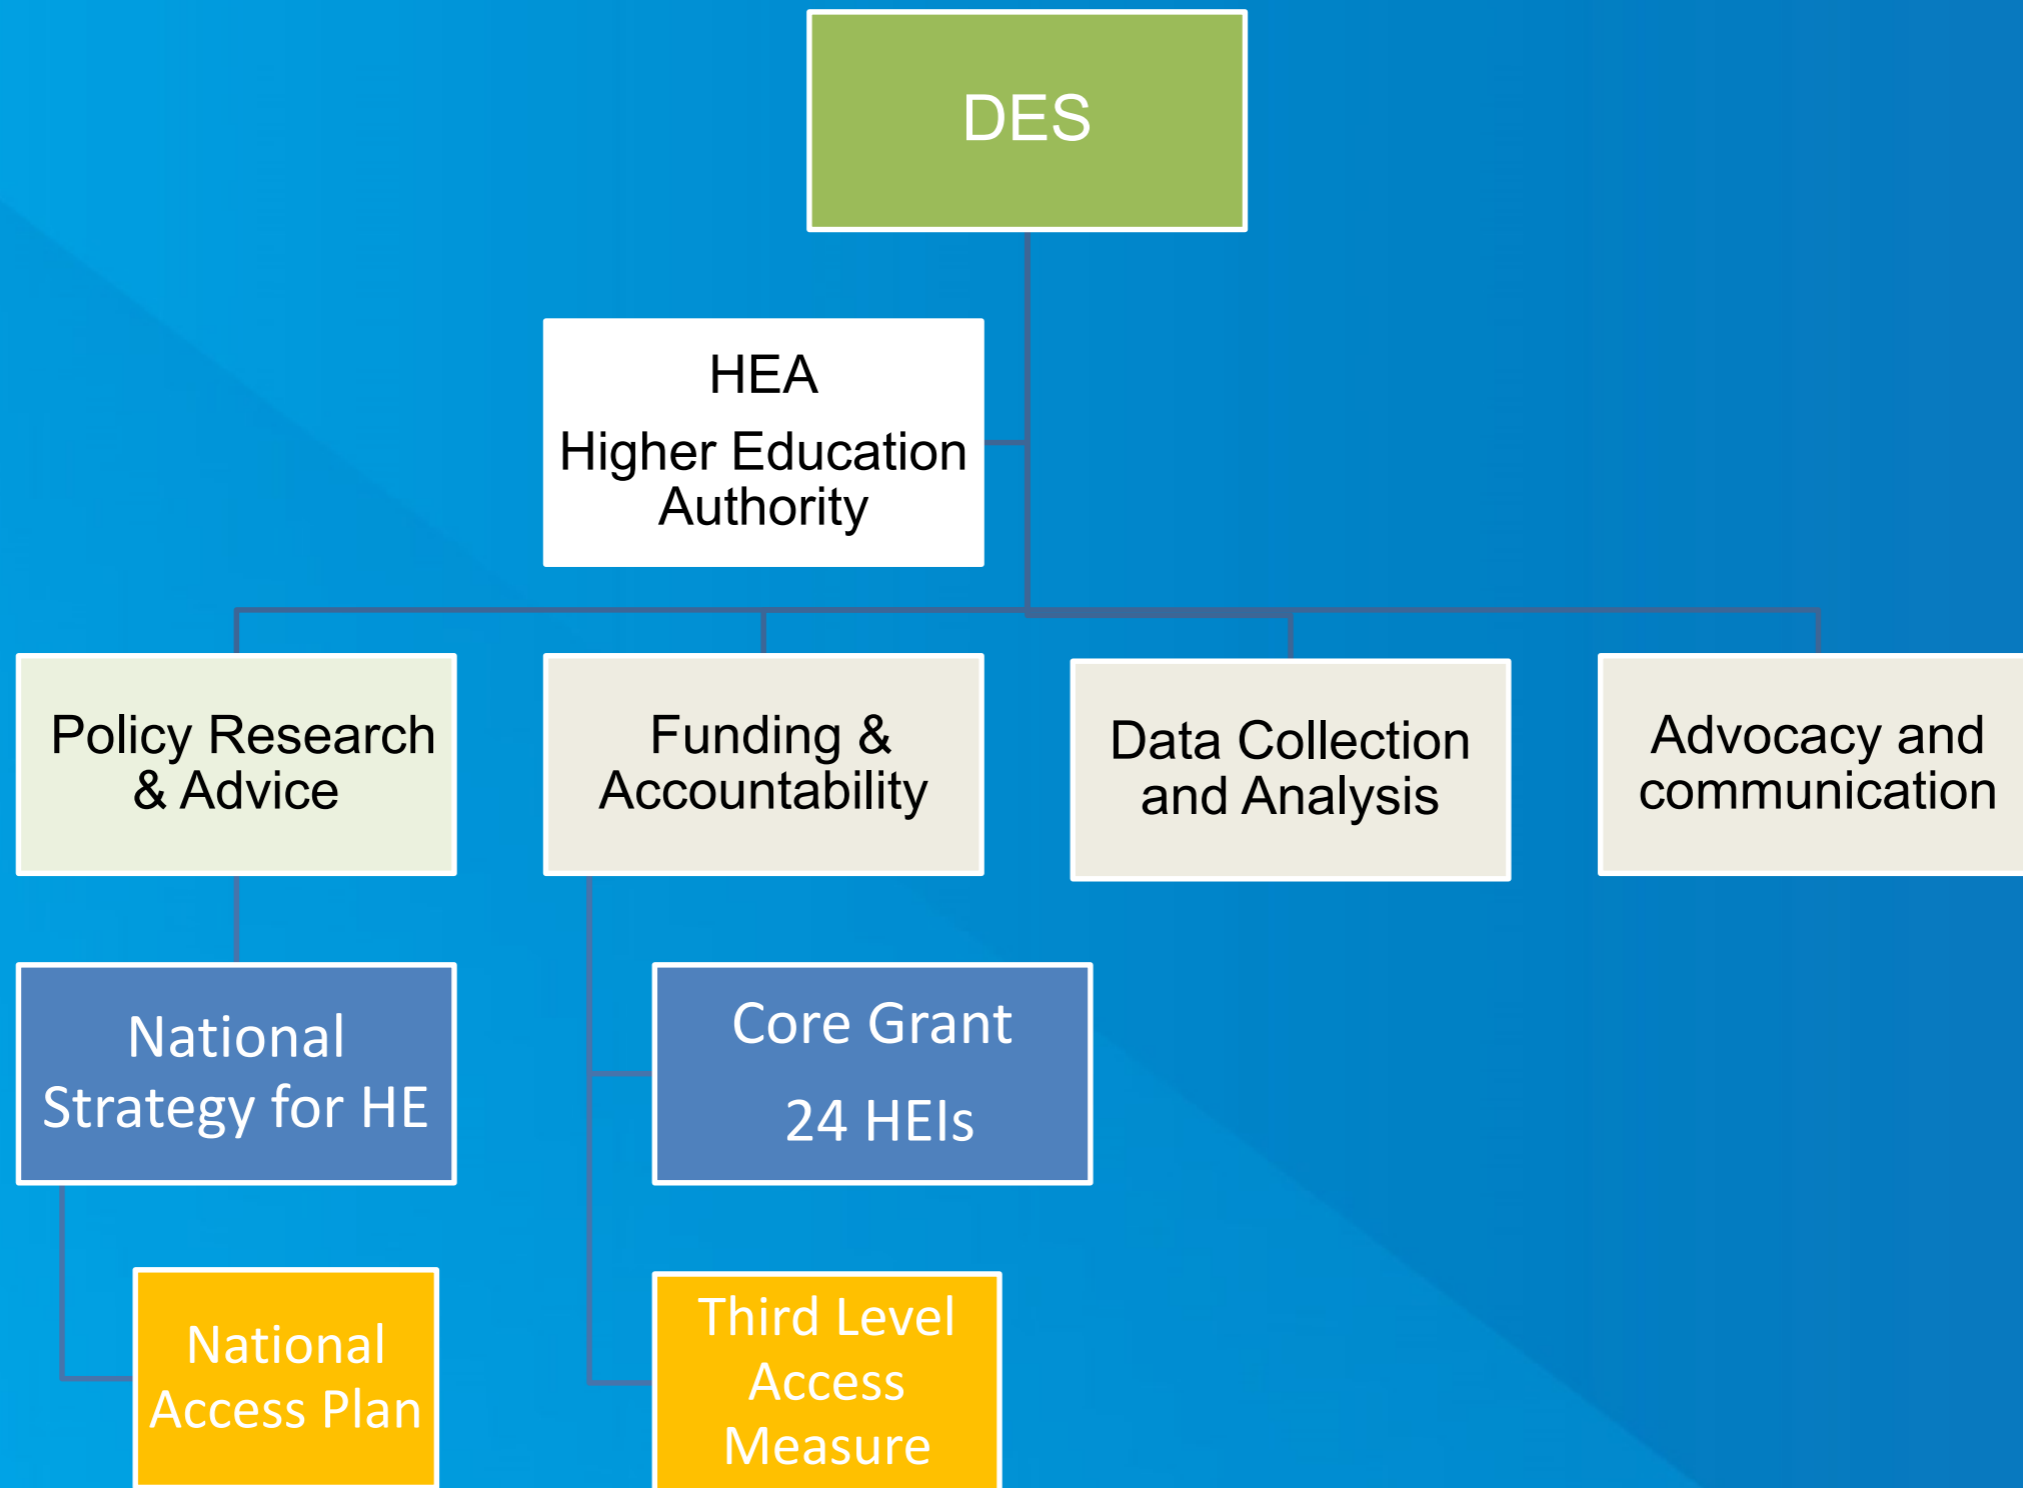 DES
HEA
Higher Education
Authority
Policy Research
& Advice
Funding &
Accountability
Data Collection
and Analysis
Advocacy and
communication
National
Strategy for HE
Core Grant
24 HEIs
National
Access Plan
Third Level
Access
Measure